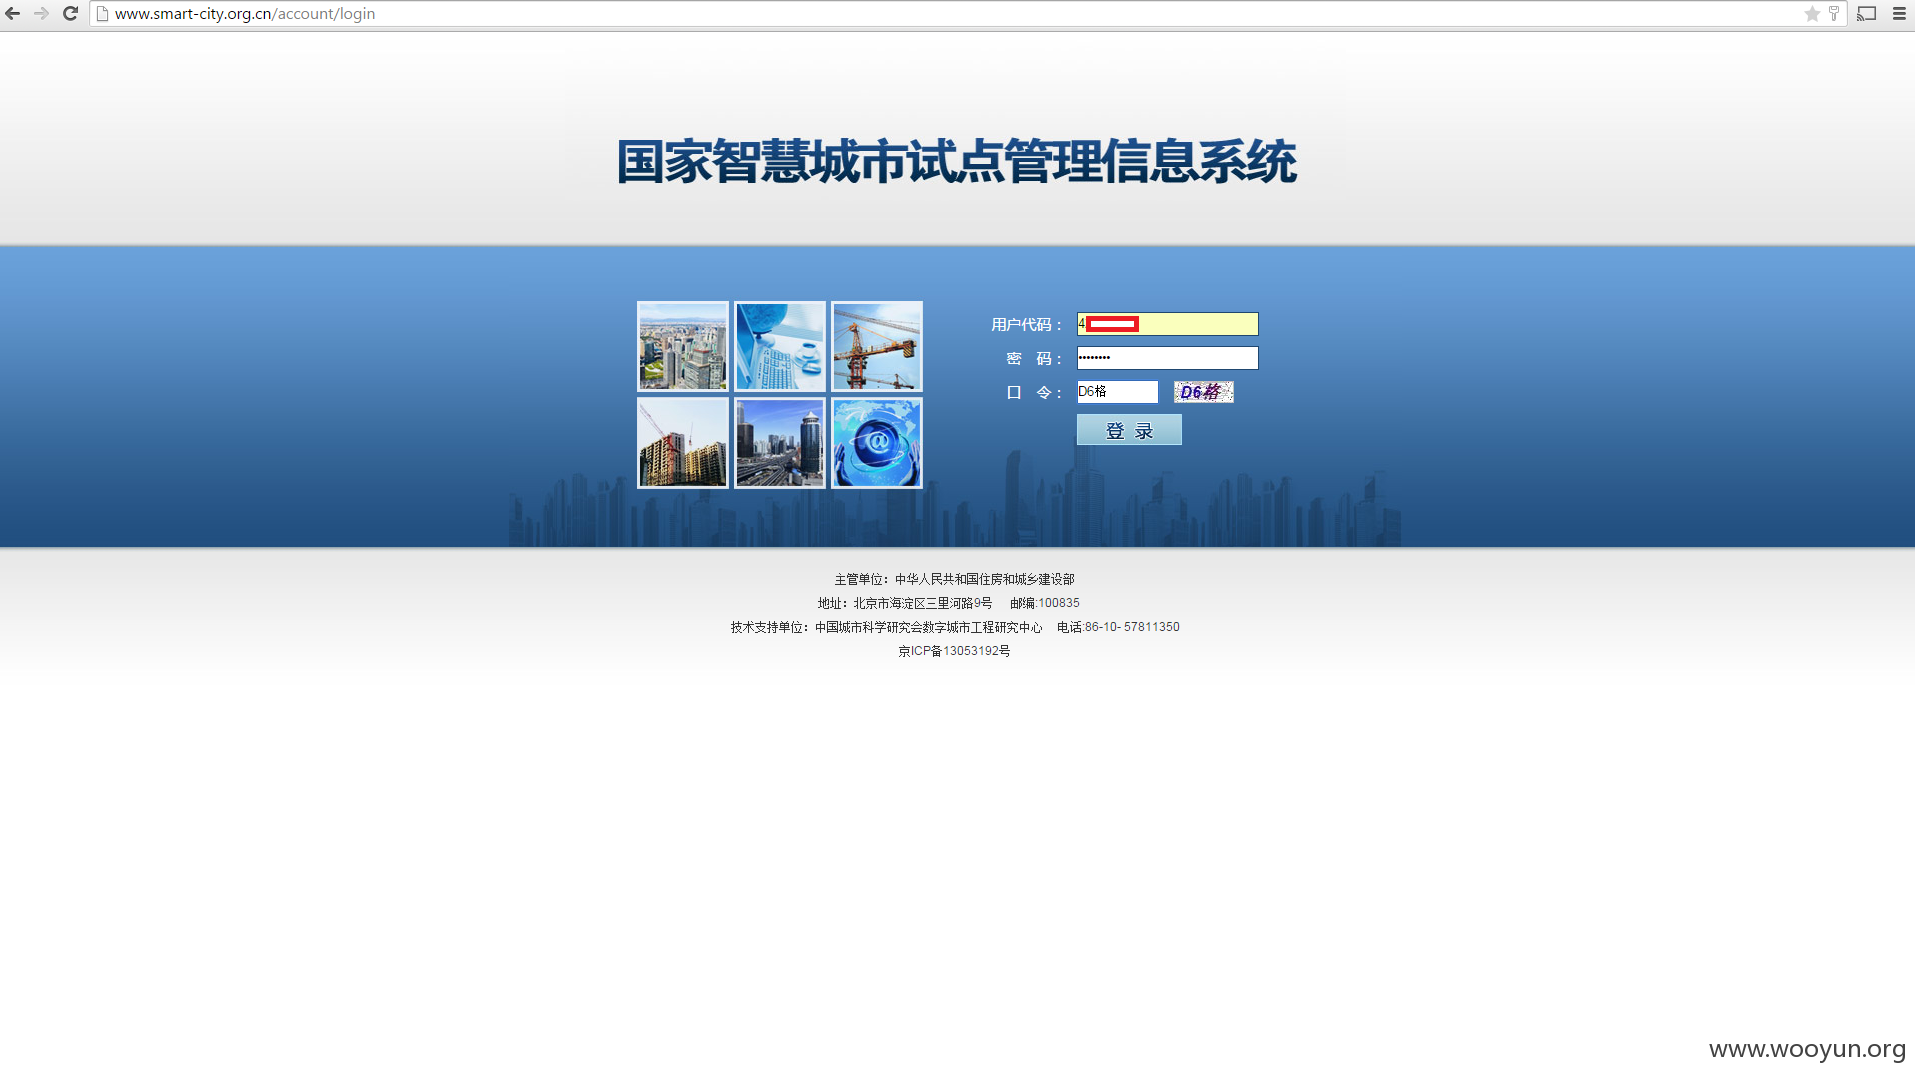 www.smart-city.org.cn/account/login
国家智慧城市试点管理信息系统
用户代码： 4
密 码： ••••••••
口 令： D6格 D6格
登 录
主管单位：中华人民共和国住房和城乡建设部
地址：北京市海淀区三里河路9号 邮编:100835
技术支持单位：中国城市科学研究会数字城市工程研究中心 电话:86-10- 57811350
京ICP备13053192号
www.wooyun.org